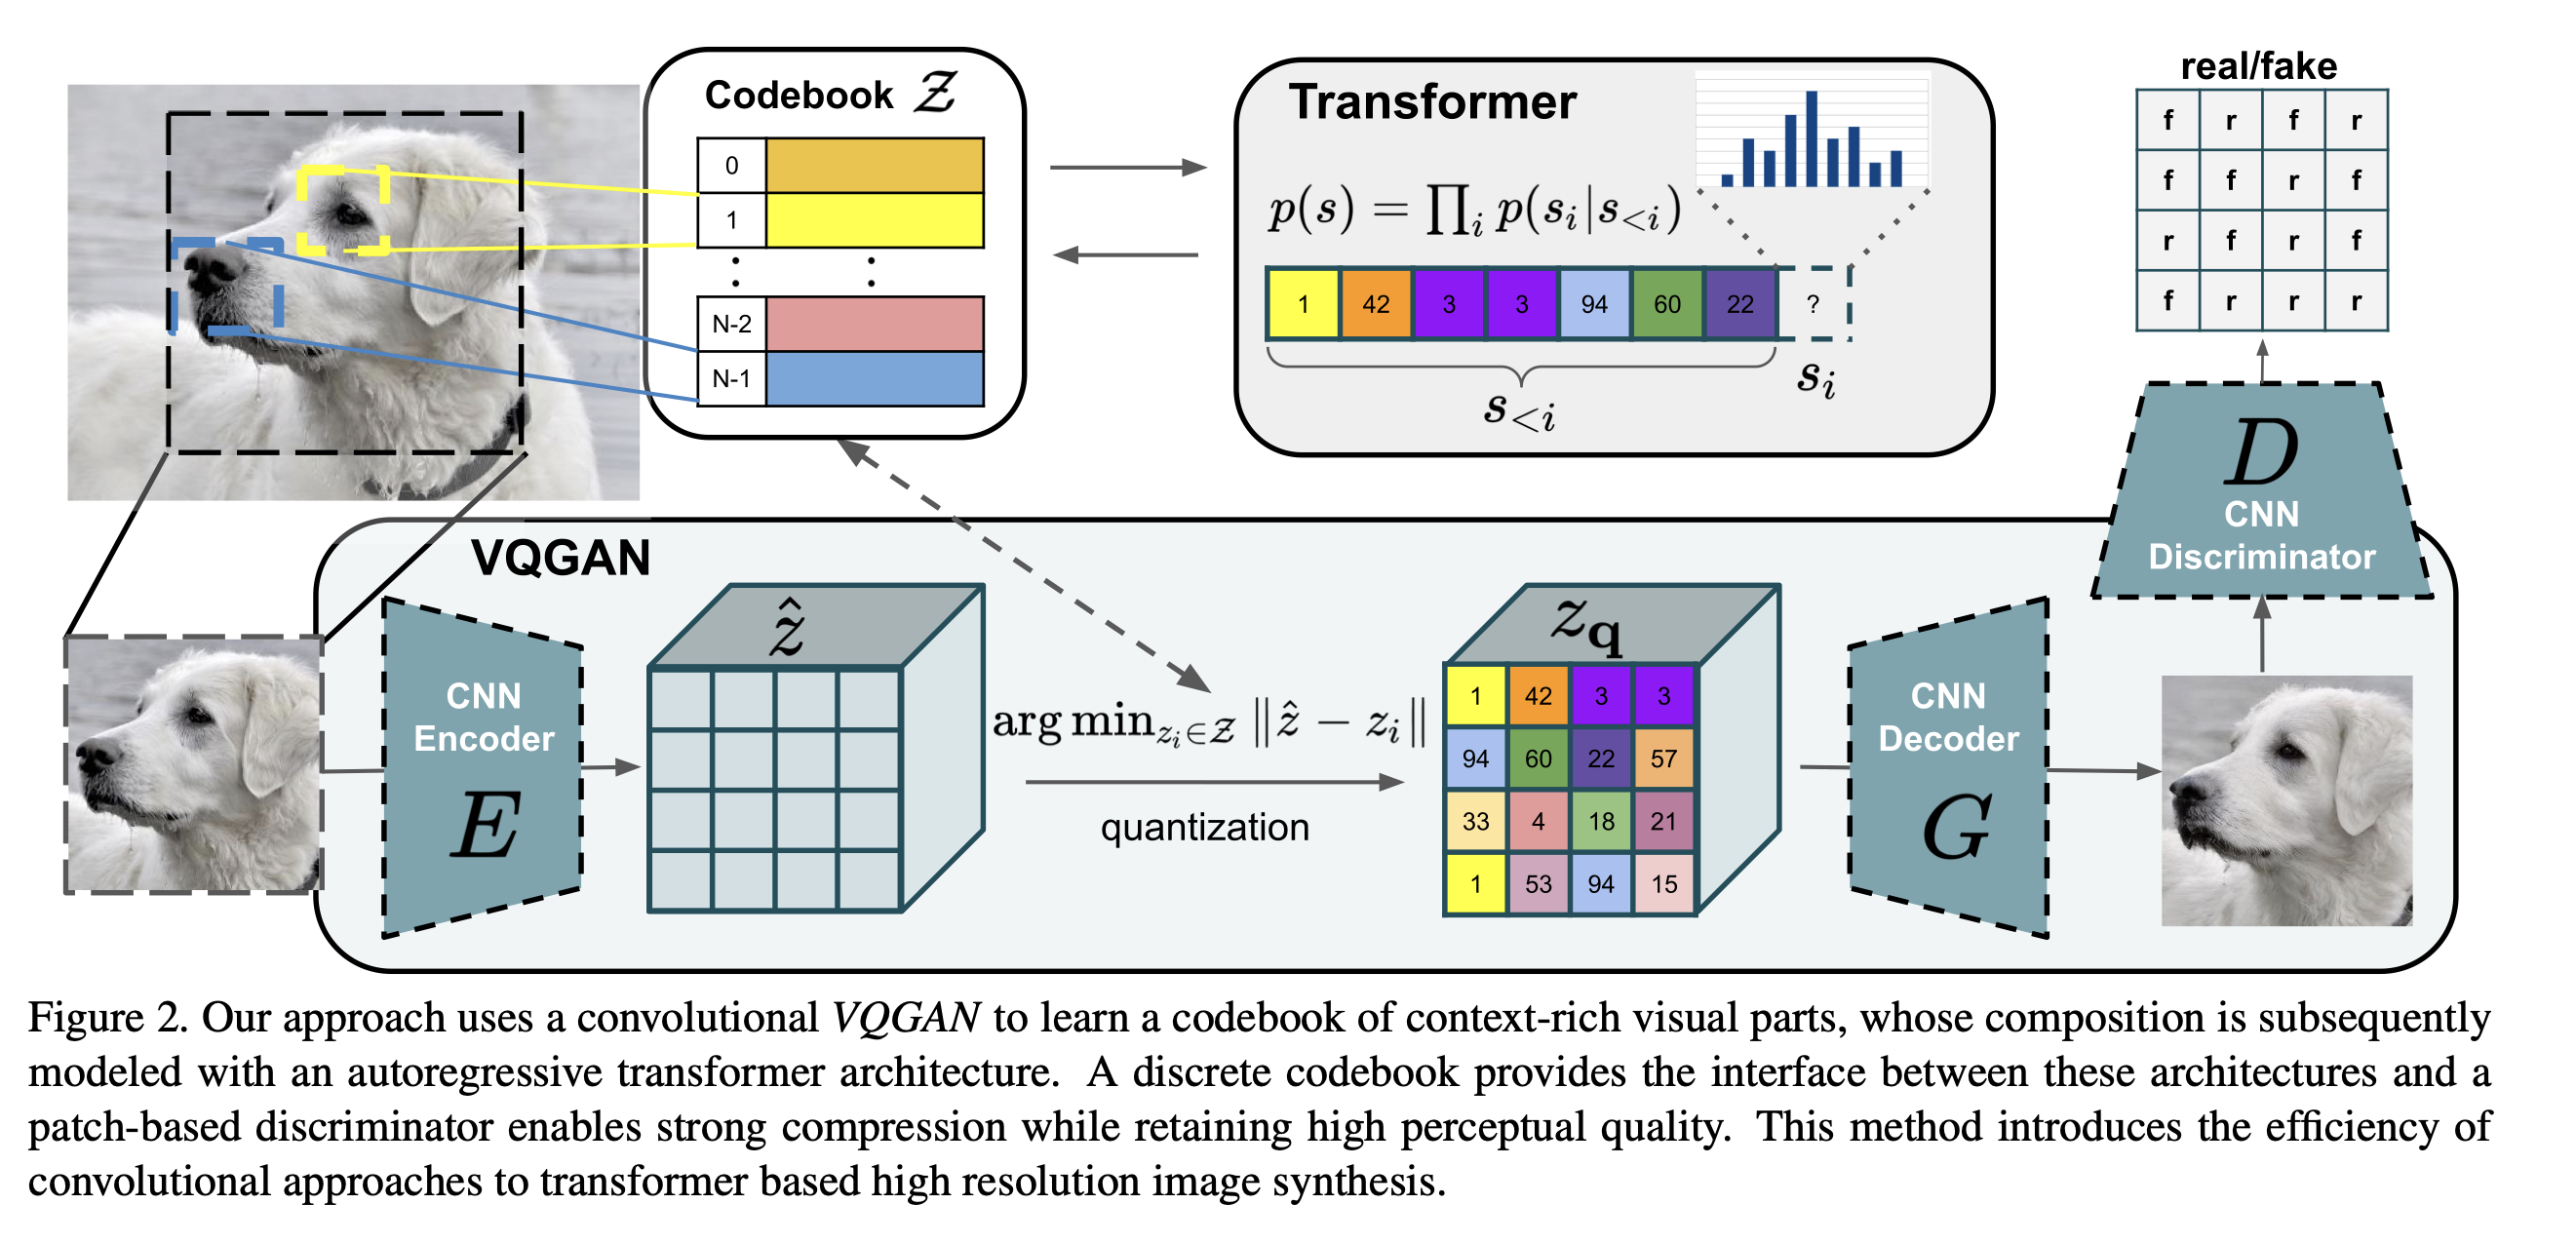 Codebook 𝒵
0
1
N-2
N-1
Transformer
p(s) = ∏ᵢ p(sᵢ|s<ᵢ)
1 42 3 3 94 60 22 ?
s<ᵢ
sᵢ
real/fake
f r f r
f f r f
r f r f
f r r r
D
CNN
Discriminator
VQGAN
CNN
Encoder
E
ẑ
arg min_{zᵢ∈𝒵} ‖ẑ − zᵢ‖
quantization
z_q
1 42 3 3
94 60 22 57
33 4 18 21
1 53 94 15
CNN
Decoder
G
Figure 2. Our approach uses a convolutional VQGAN to learn a codebook of context-rich visual parts, whose composition is subsequently
modeled with an autoregressive transformer architecture. A discrete codebook provides the interface between these architectures and a
patch-based discriminator enables strong compression while retaining high perceptual quality. This method introduces the efficiency of
convolutional approaches to transformer based high resolution image synthesis.